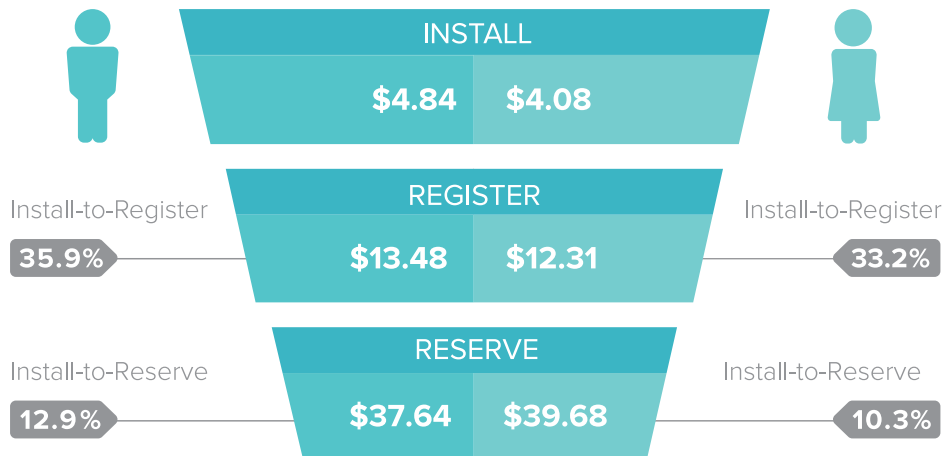 INSTALL
$4.84 $4.08
REGISTER
Install-to-Register Install-to-Register
$13.48 $12.31
35.9% 33.2%
RESERVE
Install-to-Reserve Install-to-Reserve
$37.64 $39.68
12.9% 10.3%